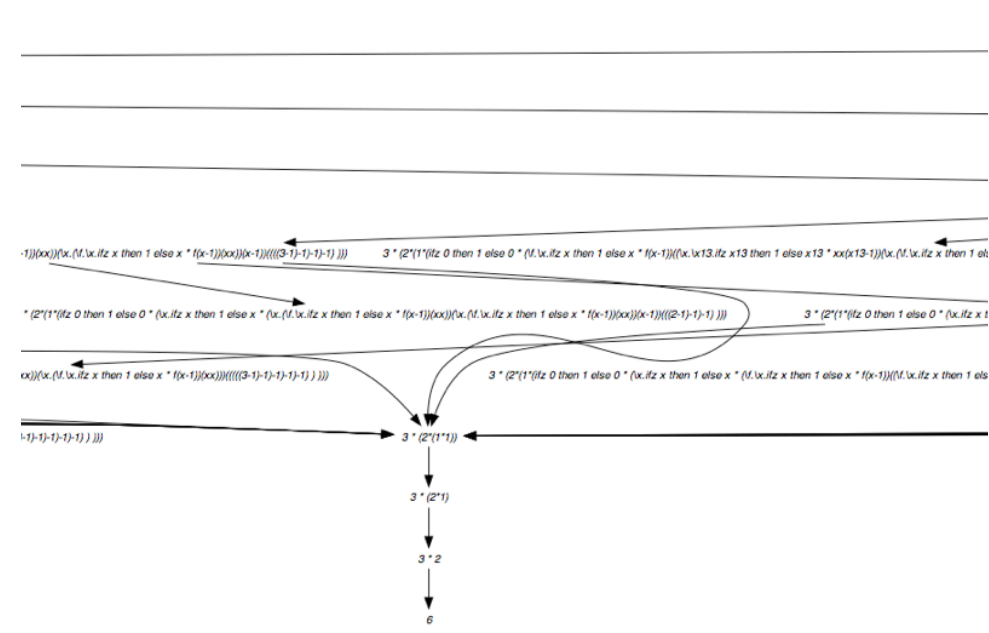 -1))(xx))(\x.(\f.\x.ifz x then 1 else x * f(x-1))(xx))(x-1))((((3-1)-1)-1)-1) )))
3 * (2*(1*(ifz 0 then 1 else 0 * (\f.\x.ifz x then 1 else x * f(x-1))((\x.\x13.ifz x13 then 1 else x13 * xx(x13-1))(\x.(\f.\x.ifz x then 1 els
* (2*(1*(ifz 0 then 1 else 0 * (\x.ifz x then 1 else x * (\x.(\f.\x.ifz x then 1 else x * f(x-1))(xx))(\x.(\f.\x.ifz x then 1 else x * f(x-1))(xx))(x-1))(((2-1)-1)-1) )))
3 * (2*(1*(ifz 0 then 1 else 0 * (\x.ifz x t
xx))(\x.(\f.\x.ifz x then 1 else x * f(x-1))(xx)))(((((3-1)-1)-1)-1)-1) ) )))
3 * (2*(1*(ifz 0 then 1 else 0 * (\x.ifz x then 1 else x * (\f.\x.ifz x then 1 else x * f(x-1))((\f.\x.ifz x then 1 els
-1)-1)-1)-1)-1)-1) ) )))
3 * (2*(1*1))
3 * (2*1)
3 * 2
6